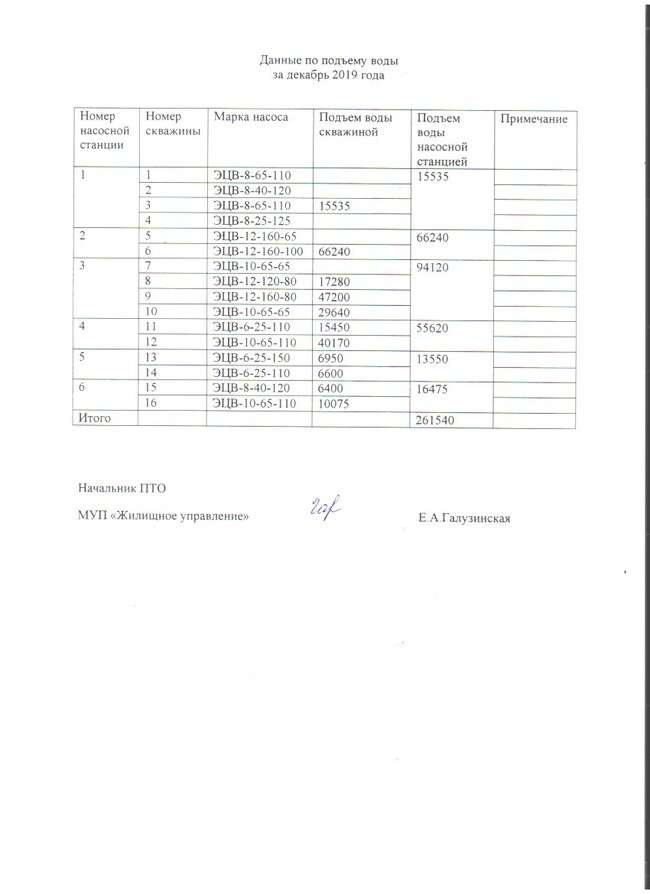 Данные по подъему воды
за декабрь 2019 года
Номер насосной станции Номер скважины Марка насоса Подъем воды скважиной Подъем воды насосной станцией Примечание
1 1 ЭЦВ-8-65-110 15535
2 ЭЦВ-8-40-120
3 ЭЦВ-8-65-110 15535
4 ЭЦВ-8-25-125
2 5 ЭЦВ-12-160-65 66240
6 ЭЦВ-12-160-100 66240
3 7 ЭЦВ-10-65-65 94120
8 ЭЦВ-12-120-80 17280
9 ЭЦВ-12-160-80 47200
10 ЭЦВ-10-65-65 29640
4 11 ЭЦВ-6-25-110 15450 55620
12 ЭЦВ-10-65-110 40170
5 13 ЭЦВ-6-25-150 6950 13550
14 ЭЦВ-6-25-110 6600
6 15 ЭЦВ-8-40-120 6400 16475
16 ЭЦВ-10-65-110 10075
Итого 261540
Начальник ПТО
МУП «Жилищное управление» Е.А.Галузинская